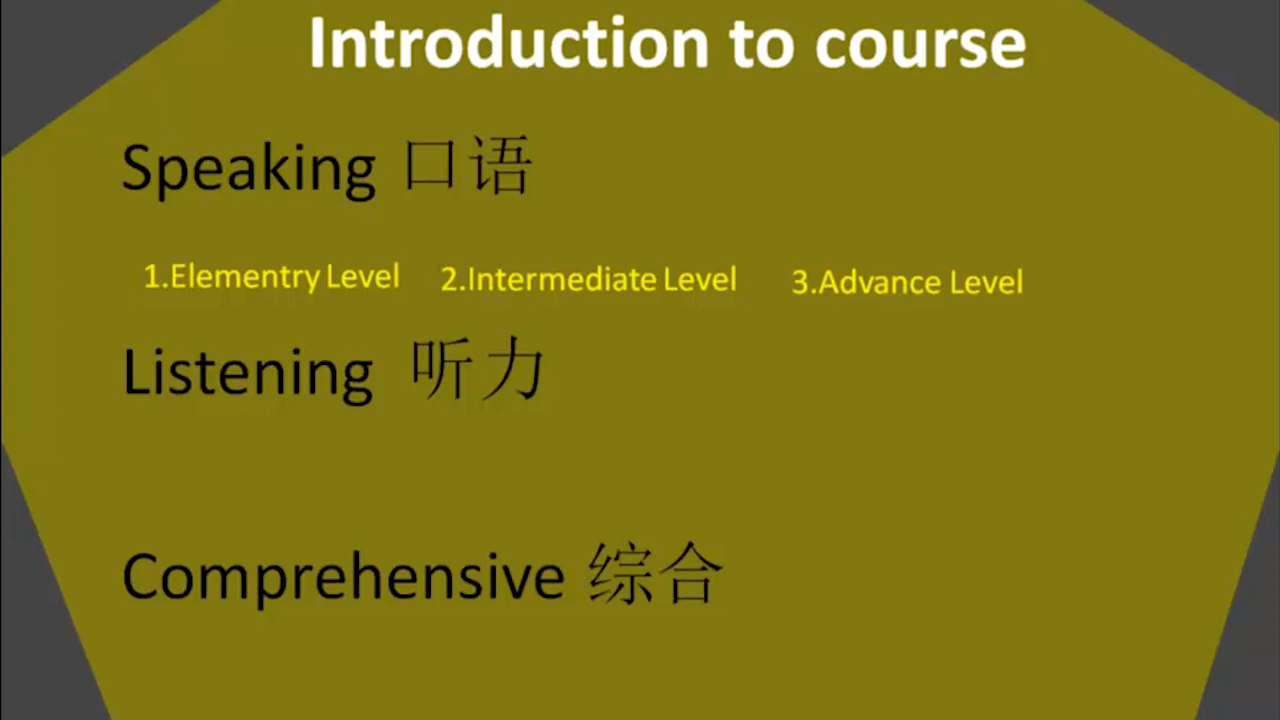 Introduction to course
Speaking 口语
1.Elementry Level 2.Intermediate Level 3.Advance Level
Listening 听力
Comprehensive 综合